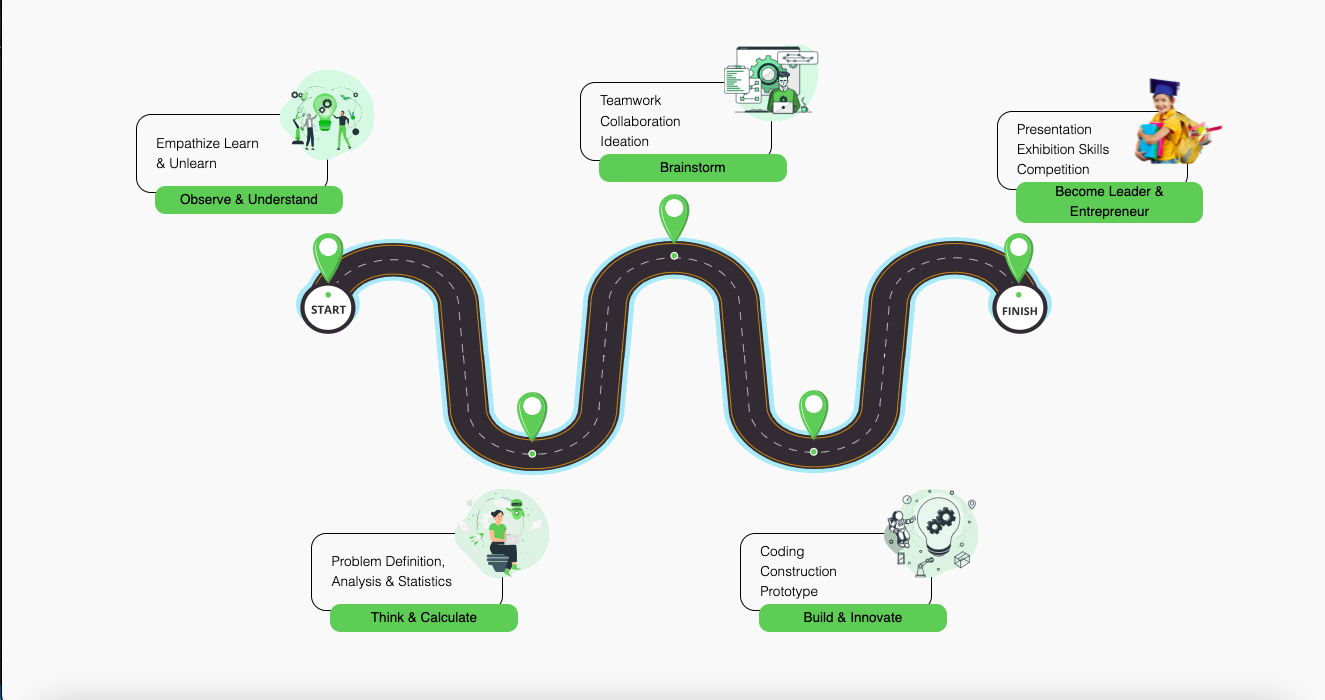 Empathize Learn
& Unlearn
Observe & Understand
START
Problem Definition,
Analysis & Statistics
Think & Calculate
Teamwork
Collaboration
Ideation
Brainstorm
Coding
Construction
Prototype
Build & Innovate
Presentation
Exhibition Skills
Competition
Become Leader &
Entrepreneur
FINISH